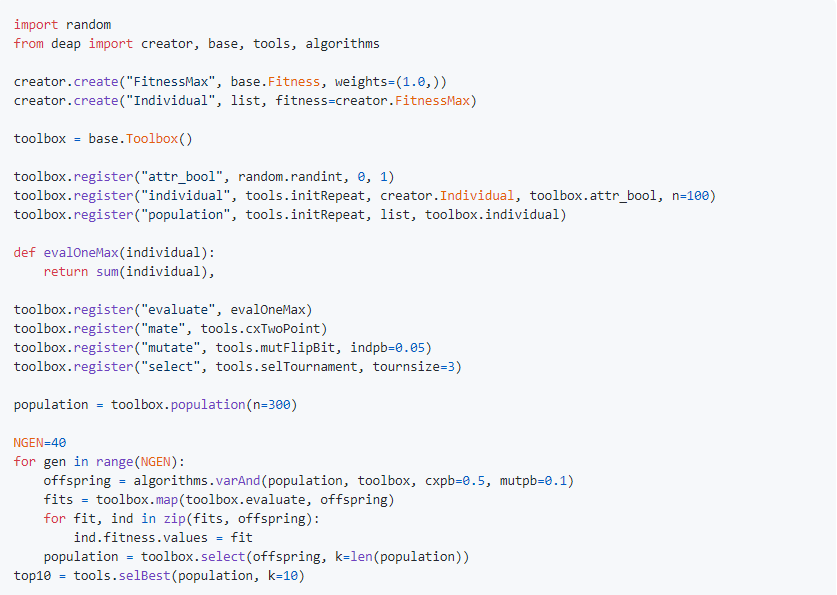 import random
from deap import creator, base, tools, algorithms

creator.create("FitnessMax", base.Fitness, weights=(1.0,))
creator.create("Individual", list, fitness=creator.FitnessMax)

toolbox = base.Toolbox()

toolbox.register("attr_bool", random.randint, 0, 1)
toolbox.register("individual", tools.initRepeat, creator.Individual, toolbox.attr_bool, n=100)
toolbox.register("population", tools.initRepeat, list, toolbox.individual)

def evalOneMax(individual):
    return sum(individual),

toolbox.register("evaluate", evalOneMax)
toolbox.register("mate", tools.cxTwoPoint)
toolbox.register("mutate", tools.mutFlipBit, indpb=0.05)
toolbox.register("select", tools.selTournament, tournsize=3)

population = toolbox.population(n=300)

NGEN=40
for gen in range(NGEN):
    offspring = algorithms.varAnd(population, toolbox, cxpb=0.5, mutpb=0.1)
    fits = toolbox.map(toolbox.evaluate, offspring)
    for fit, ind in zip(fits, offspring):
        ind.fitness.values = fit
    population = toolbox.select(offspring, k=len(population))
top10 = tools.selBest(population, k=10)